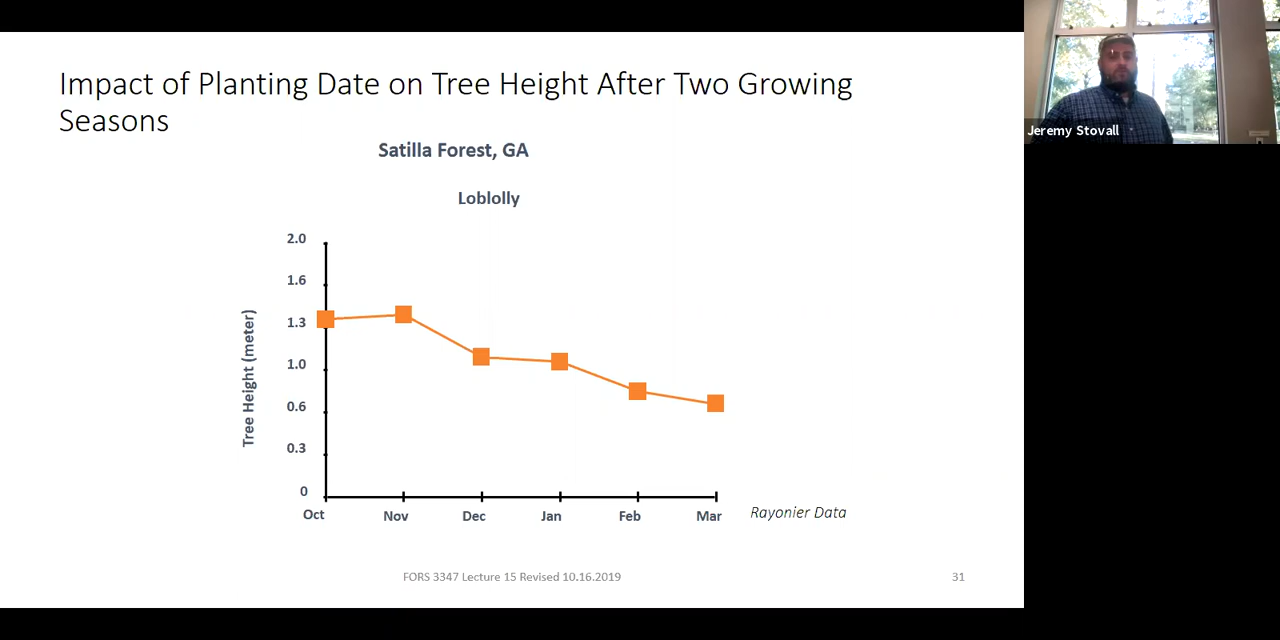 Impact of Planting Date on Tree Height After Two Growing
Seasons
Satilla Forest, GA
Loblolly
Tree Height (meter)
2.0
1.6
1.3
1.0
0.6
0.3
0
Oct Nov Dec Jan Feb Mar
Rayonier Data
FORS 3347 Lecture 15 Revised 10.16.2019
31
Jeremy Stovall